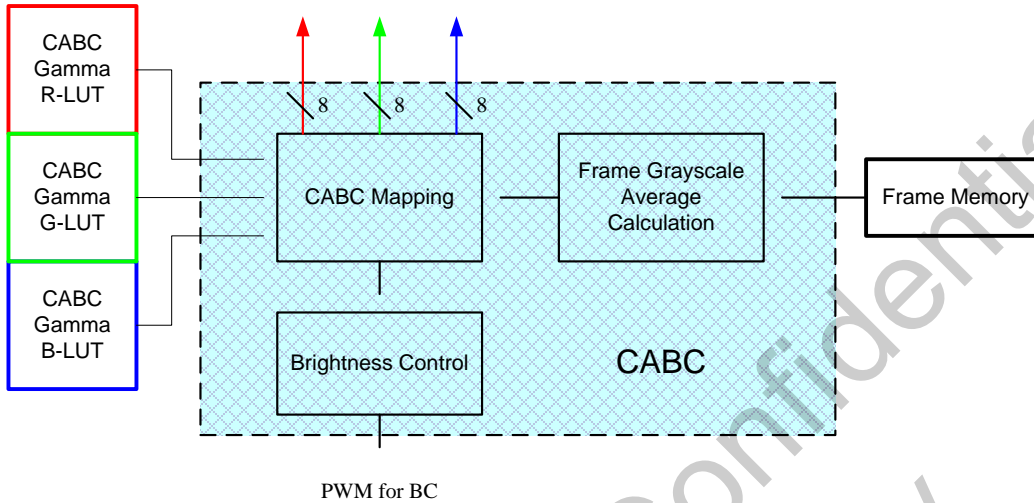 CABC
Gamma
R-LUT
8
8
8
CABC
Gamma
G-LUT
CABC Mapping
Frame Grayscale
Average
Calculation
Frame Memory
CABC
Gamma
B-LUT
Brightness Control
CABC
PWM for BC